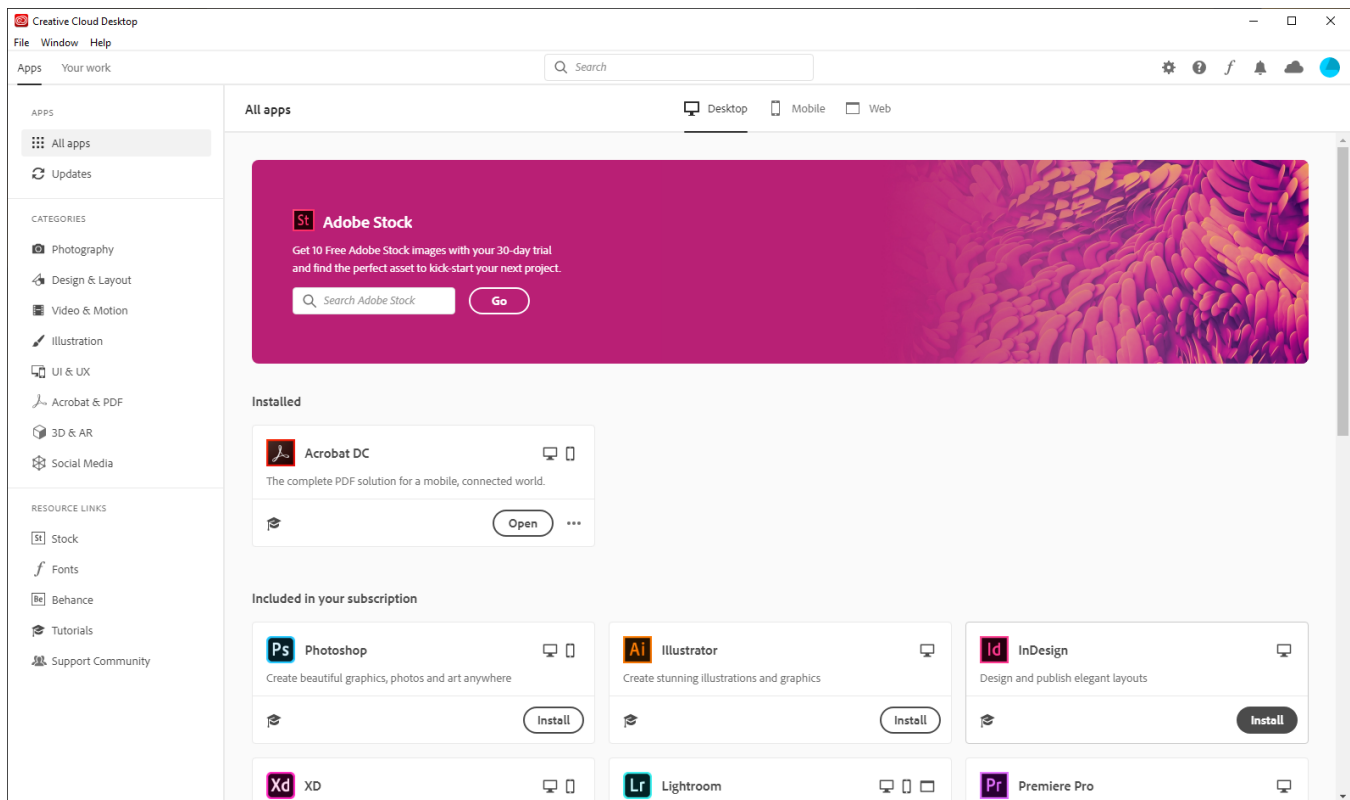 Creative Cloud Desktop
File Window Help
Apps Your work Search
APPS
All apps
Updates
CATEGORIES
Photography
Design & Layout
Video & Motion
Illustration
UI & UX
Acrobat & PDF
3D & AR
Social Media
RESOURCE LINKS
St Stock
Fonts
Be Behance
Tutorials
Support Community
All apps Desktop Mobile Web
St Adobe Stock
Get 10 Free Adobe Stock images with your 30-day trial
and find the perfect asset to kick-start your next project.
Search Adobe Stock Go
Installed
Acrobat DC
The complete PDF solution for a mobile, connected world.
Open
Included in your subscription
Ps Photoshop
Create beautiful graphics, photos and art anywhere
Install
Ai Illustrator
Create stunning illustrations and graphics
Install
Id InDesign
Design and publish elegant layouts
Install
Xd XD
Lr Lightroom
Pr Premiere Pro